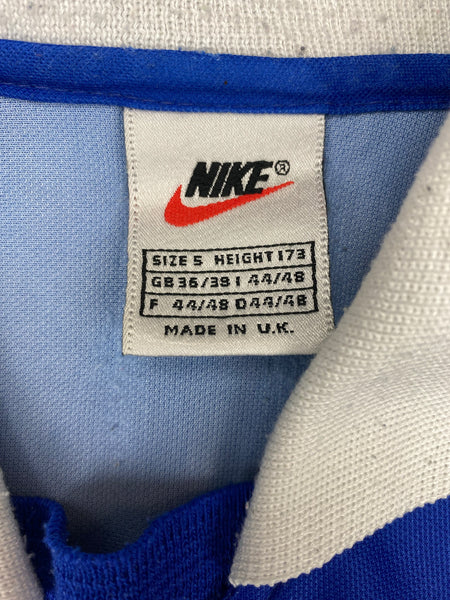 NIKE®
SIZE S HEIGHT 173
GB 36/38 I 44/48
F 44/48 D 44/48
MADE IN U.K.